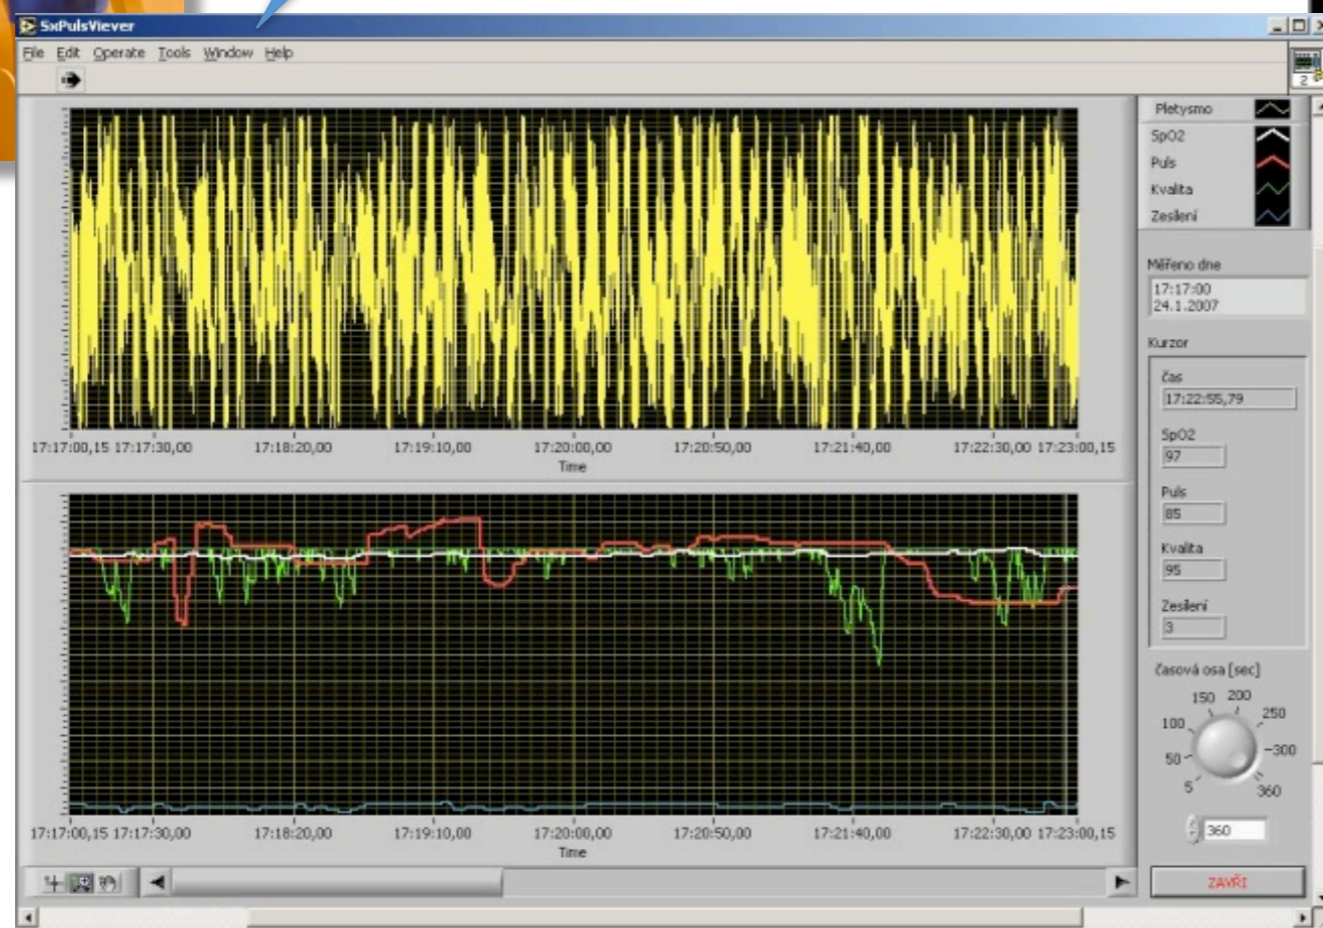 SxPulsViever
File Edit Operate Tools Window Help
2
Pletysmo
SpO2
Puls
Kvalita
Zesílení
Měřeno dne
17:17:00
24.1.2007
Kurzor
čas
17:22:55,79
SpO2
97
Puls
85
Kvalita
95
Zesílení
3
17:17:00,15 17:17:30,00 17:18:20,00 17:19:10,00 17:20:00,00 17:20:50,00 17:21:40,00 17:22:30,00 17:23:00,15
Time
17:17:00,15 17:17:30,00 17:18:20,00 17:19:10,00 17:20:00,00 17:20:50,00 17:21:40,00 17:22:30,00 17:23:00,15
Time
časová osa [sec]
150 200
100 250
50 300
5 360
360
ZAVŘI